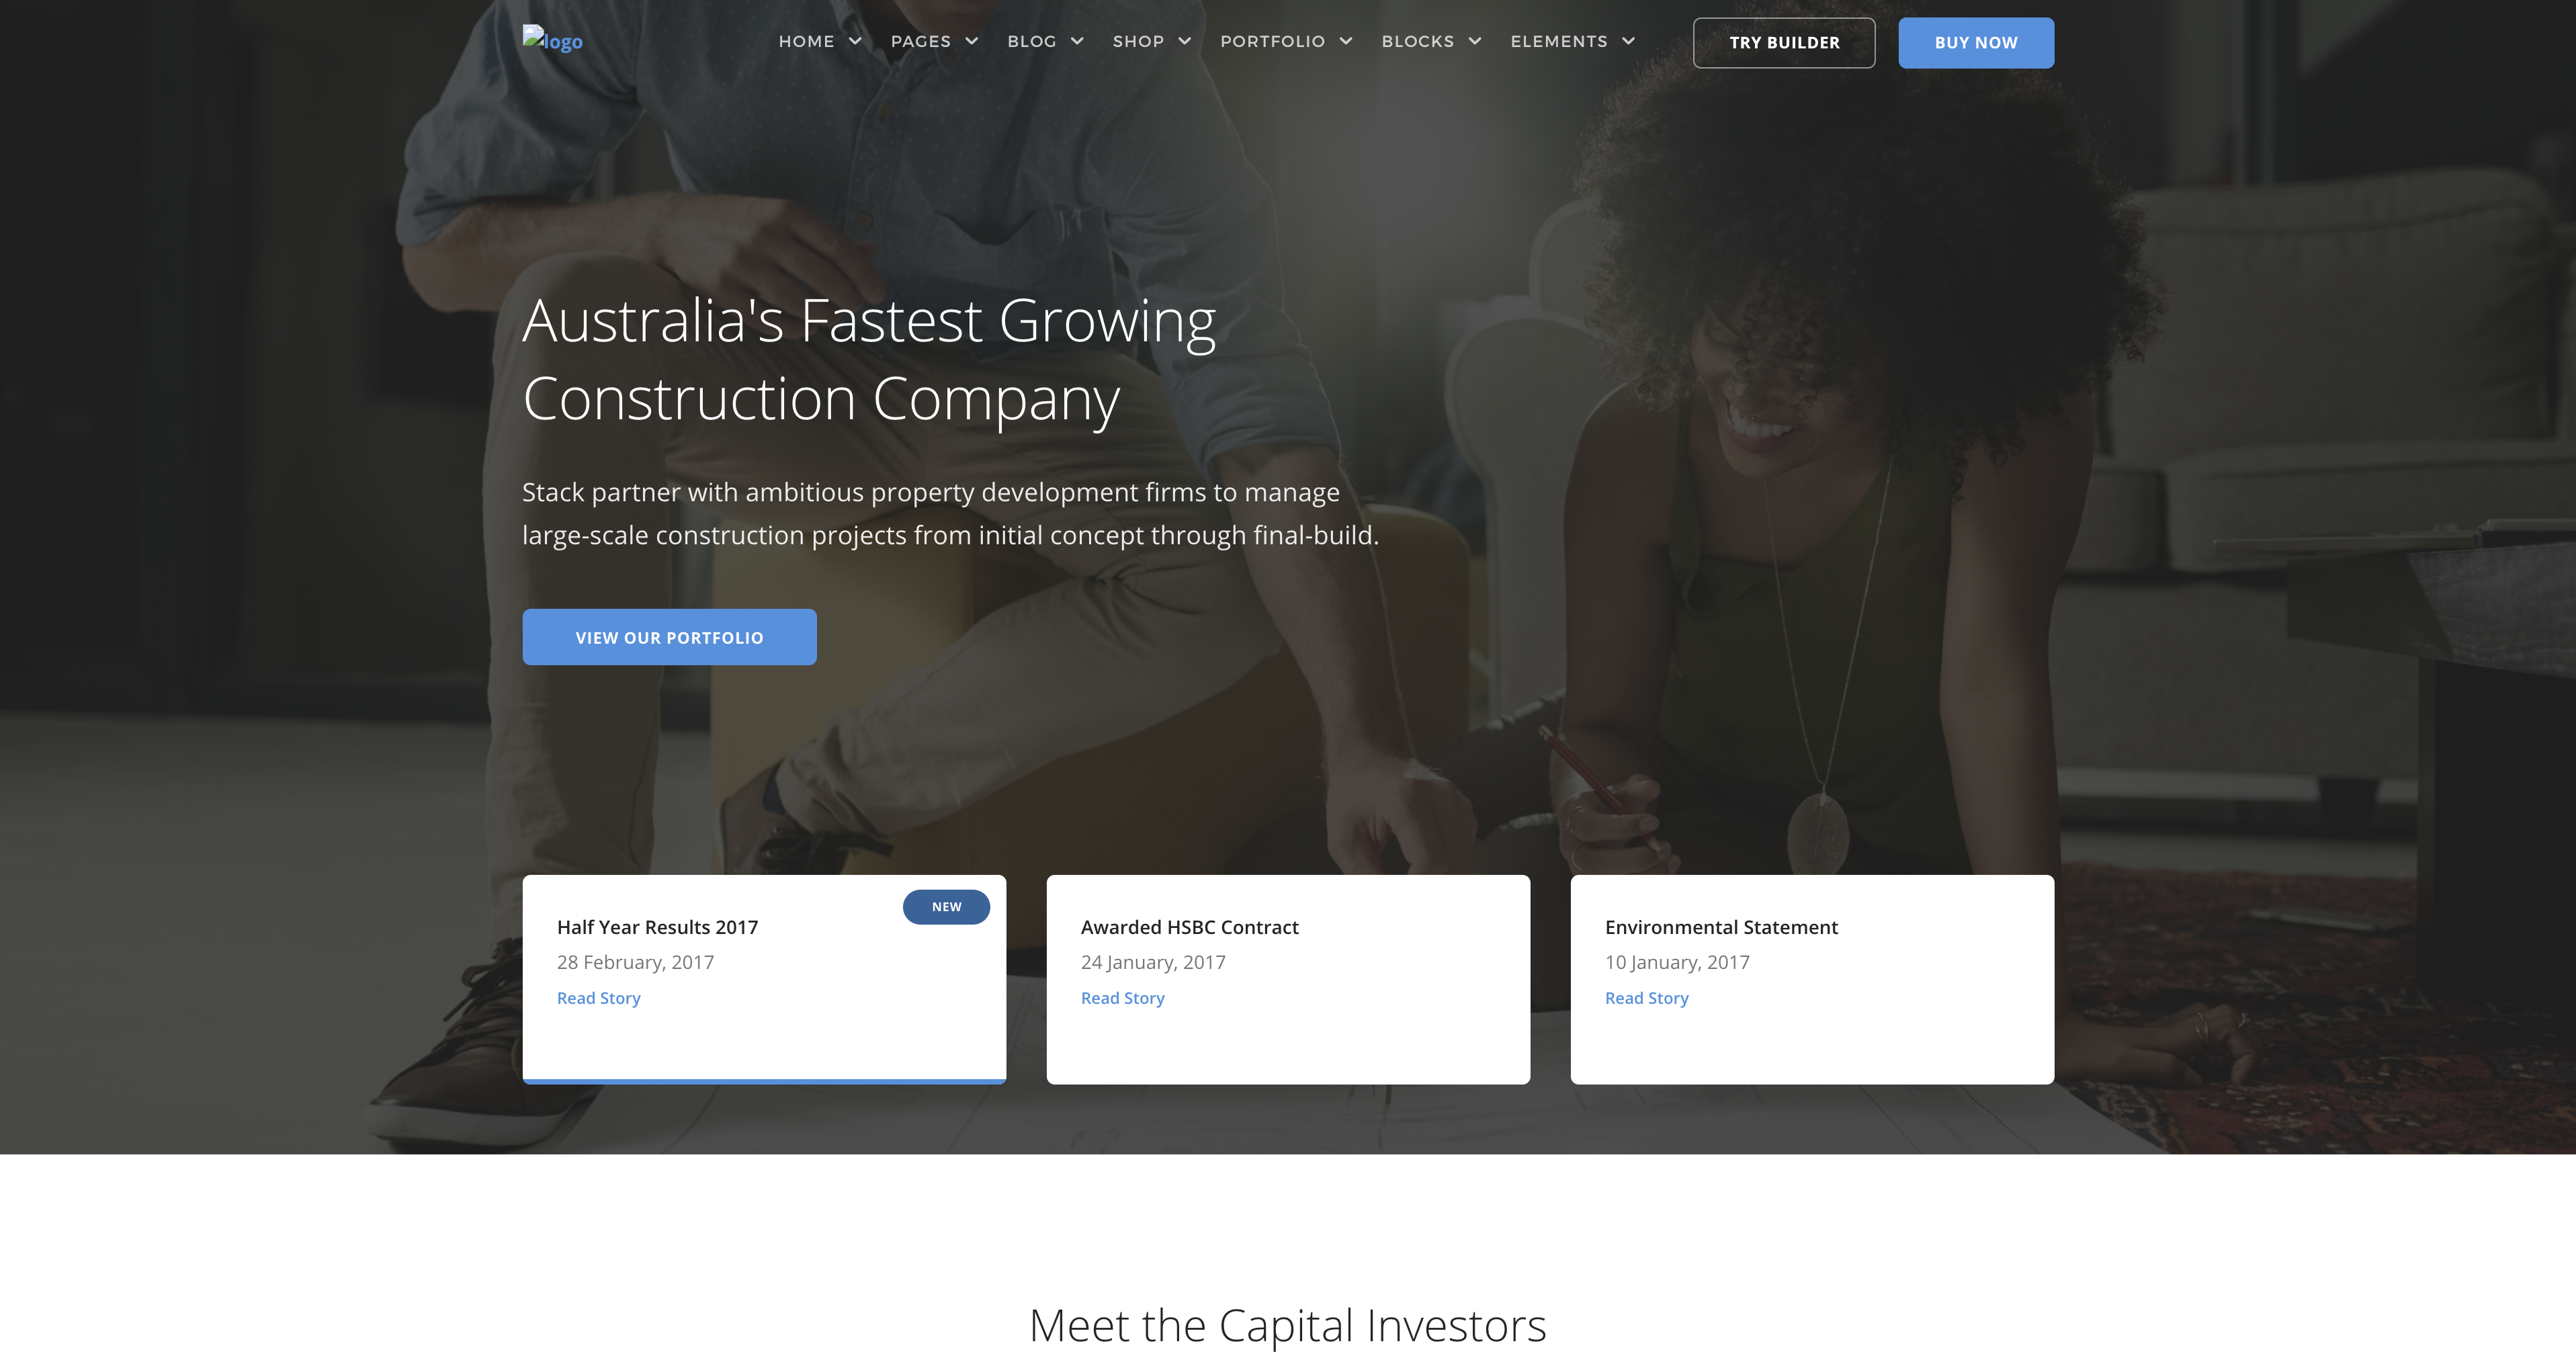 logo
HOME
PAGES
BLOG
SHOP
PORTFOLIO
BLOCKS
ELEMENTS
TRY BUILDER
BUY NOW
Australia's Fastest Growing
Construction Company
Stack partner with ambitious property development firms to manage
large-scale construction projects from initial concept through final-build.
VIEW OUR PORTFOLIO
NEW
Half Year Results 2017
28 February, 2017
Read Story
Awarded HSBC Contract
24 January, 2017
Read Story
Environmental Statement
10 January, 2017
Read Story
Meet the Capital Investors